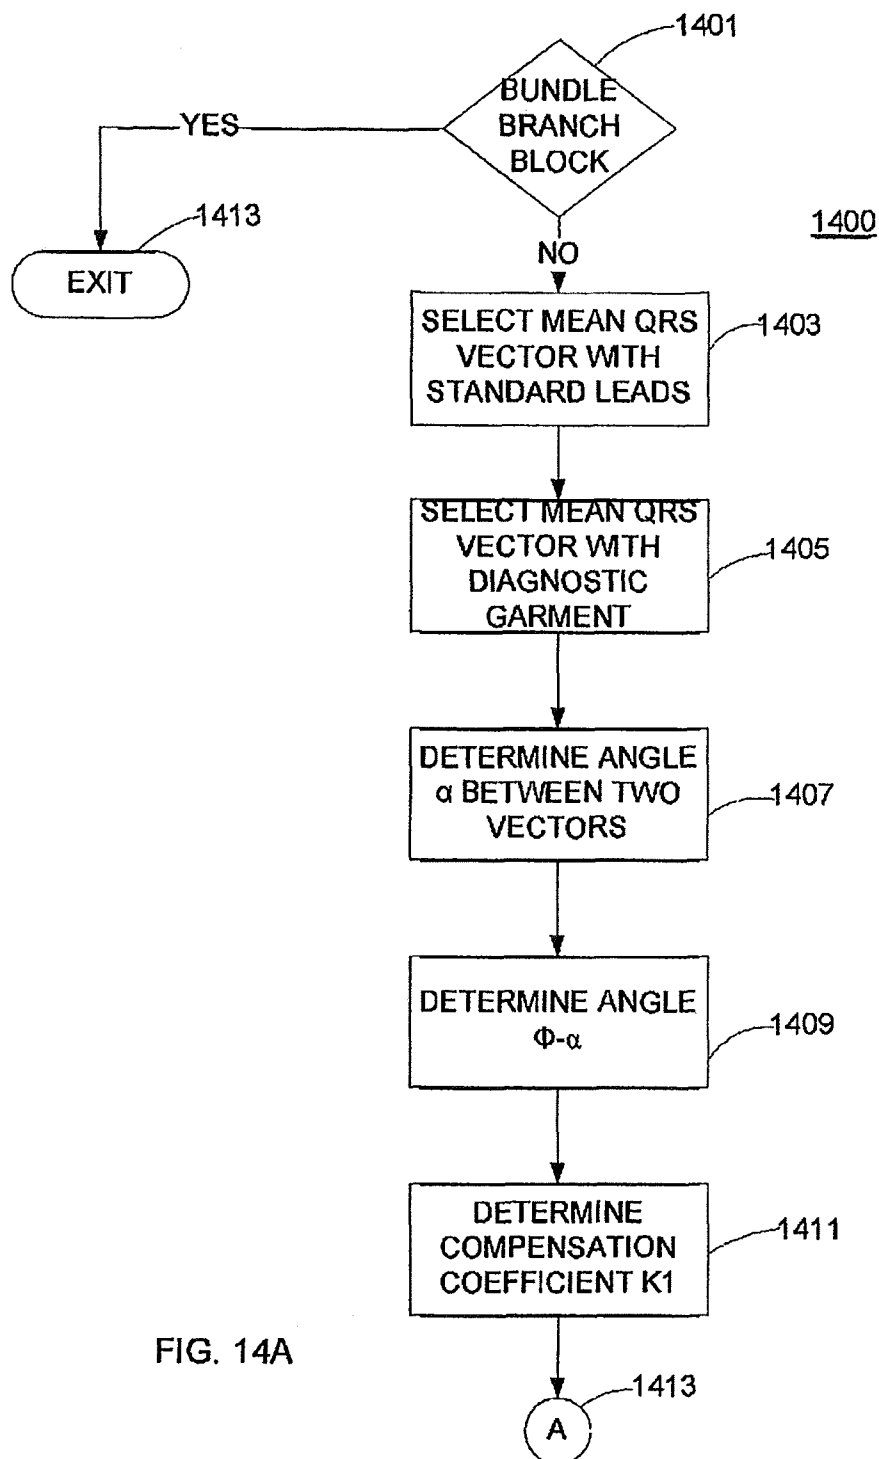 1401
BUNDLE
BRANCH
BLOCK
YES
1413
EXIT
1400
NO
SELECT MEAN QRS
VECTOR WITH
STANDARD LEADS
1403
SELECT MEAN QRS
VECTOR WITH
DIAGNOSTIC
GARMENT
1405
DETERMINE ANGLE
α BETWEEN TWO
VECTORS
1407
DETERMINE ANGLE
Φ-α
1409
DETERMINE
COMPENSATION
COEFFICIENT K1
1411
FIG. 14A
1413
A